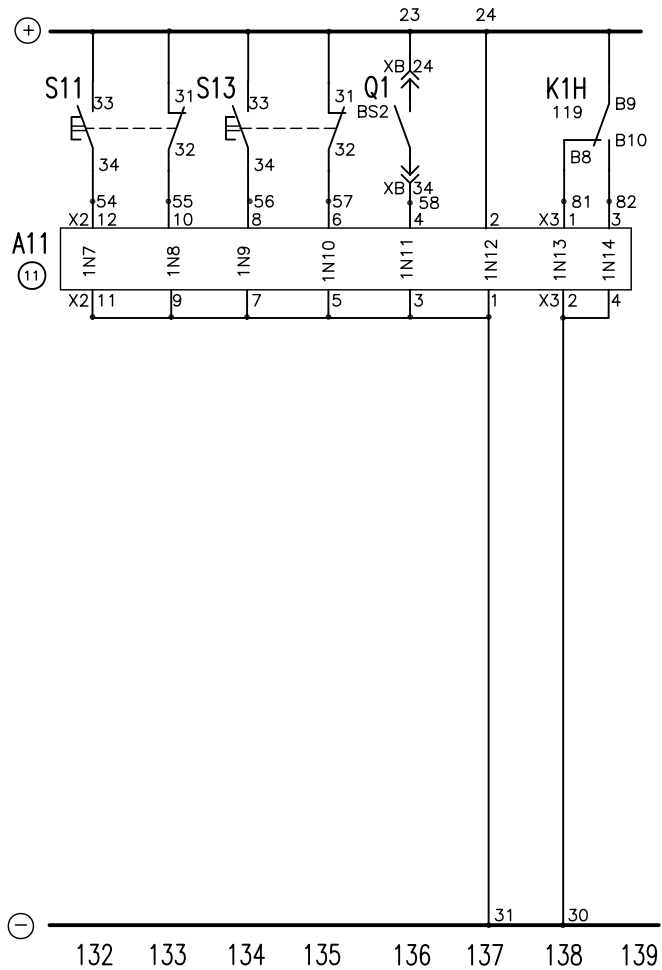 23 24
+
XB 24
S11 33 31 S13 33 31 Q1 K1H
BS2 119 B9
34 32 34 32 B8 B10
XB 34
54 55 56 57 58 81 82
X2 12 10 8 6 4 2 X3 1 3
A11
11
1N7 1N8 1N9 1N10 1N11 1N12 1N13 1N14
X2 11 9 7 5 3 1 X3 2 4
31 30
−
132 133 134 135 136 137 138 139